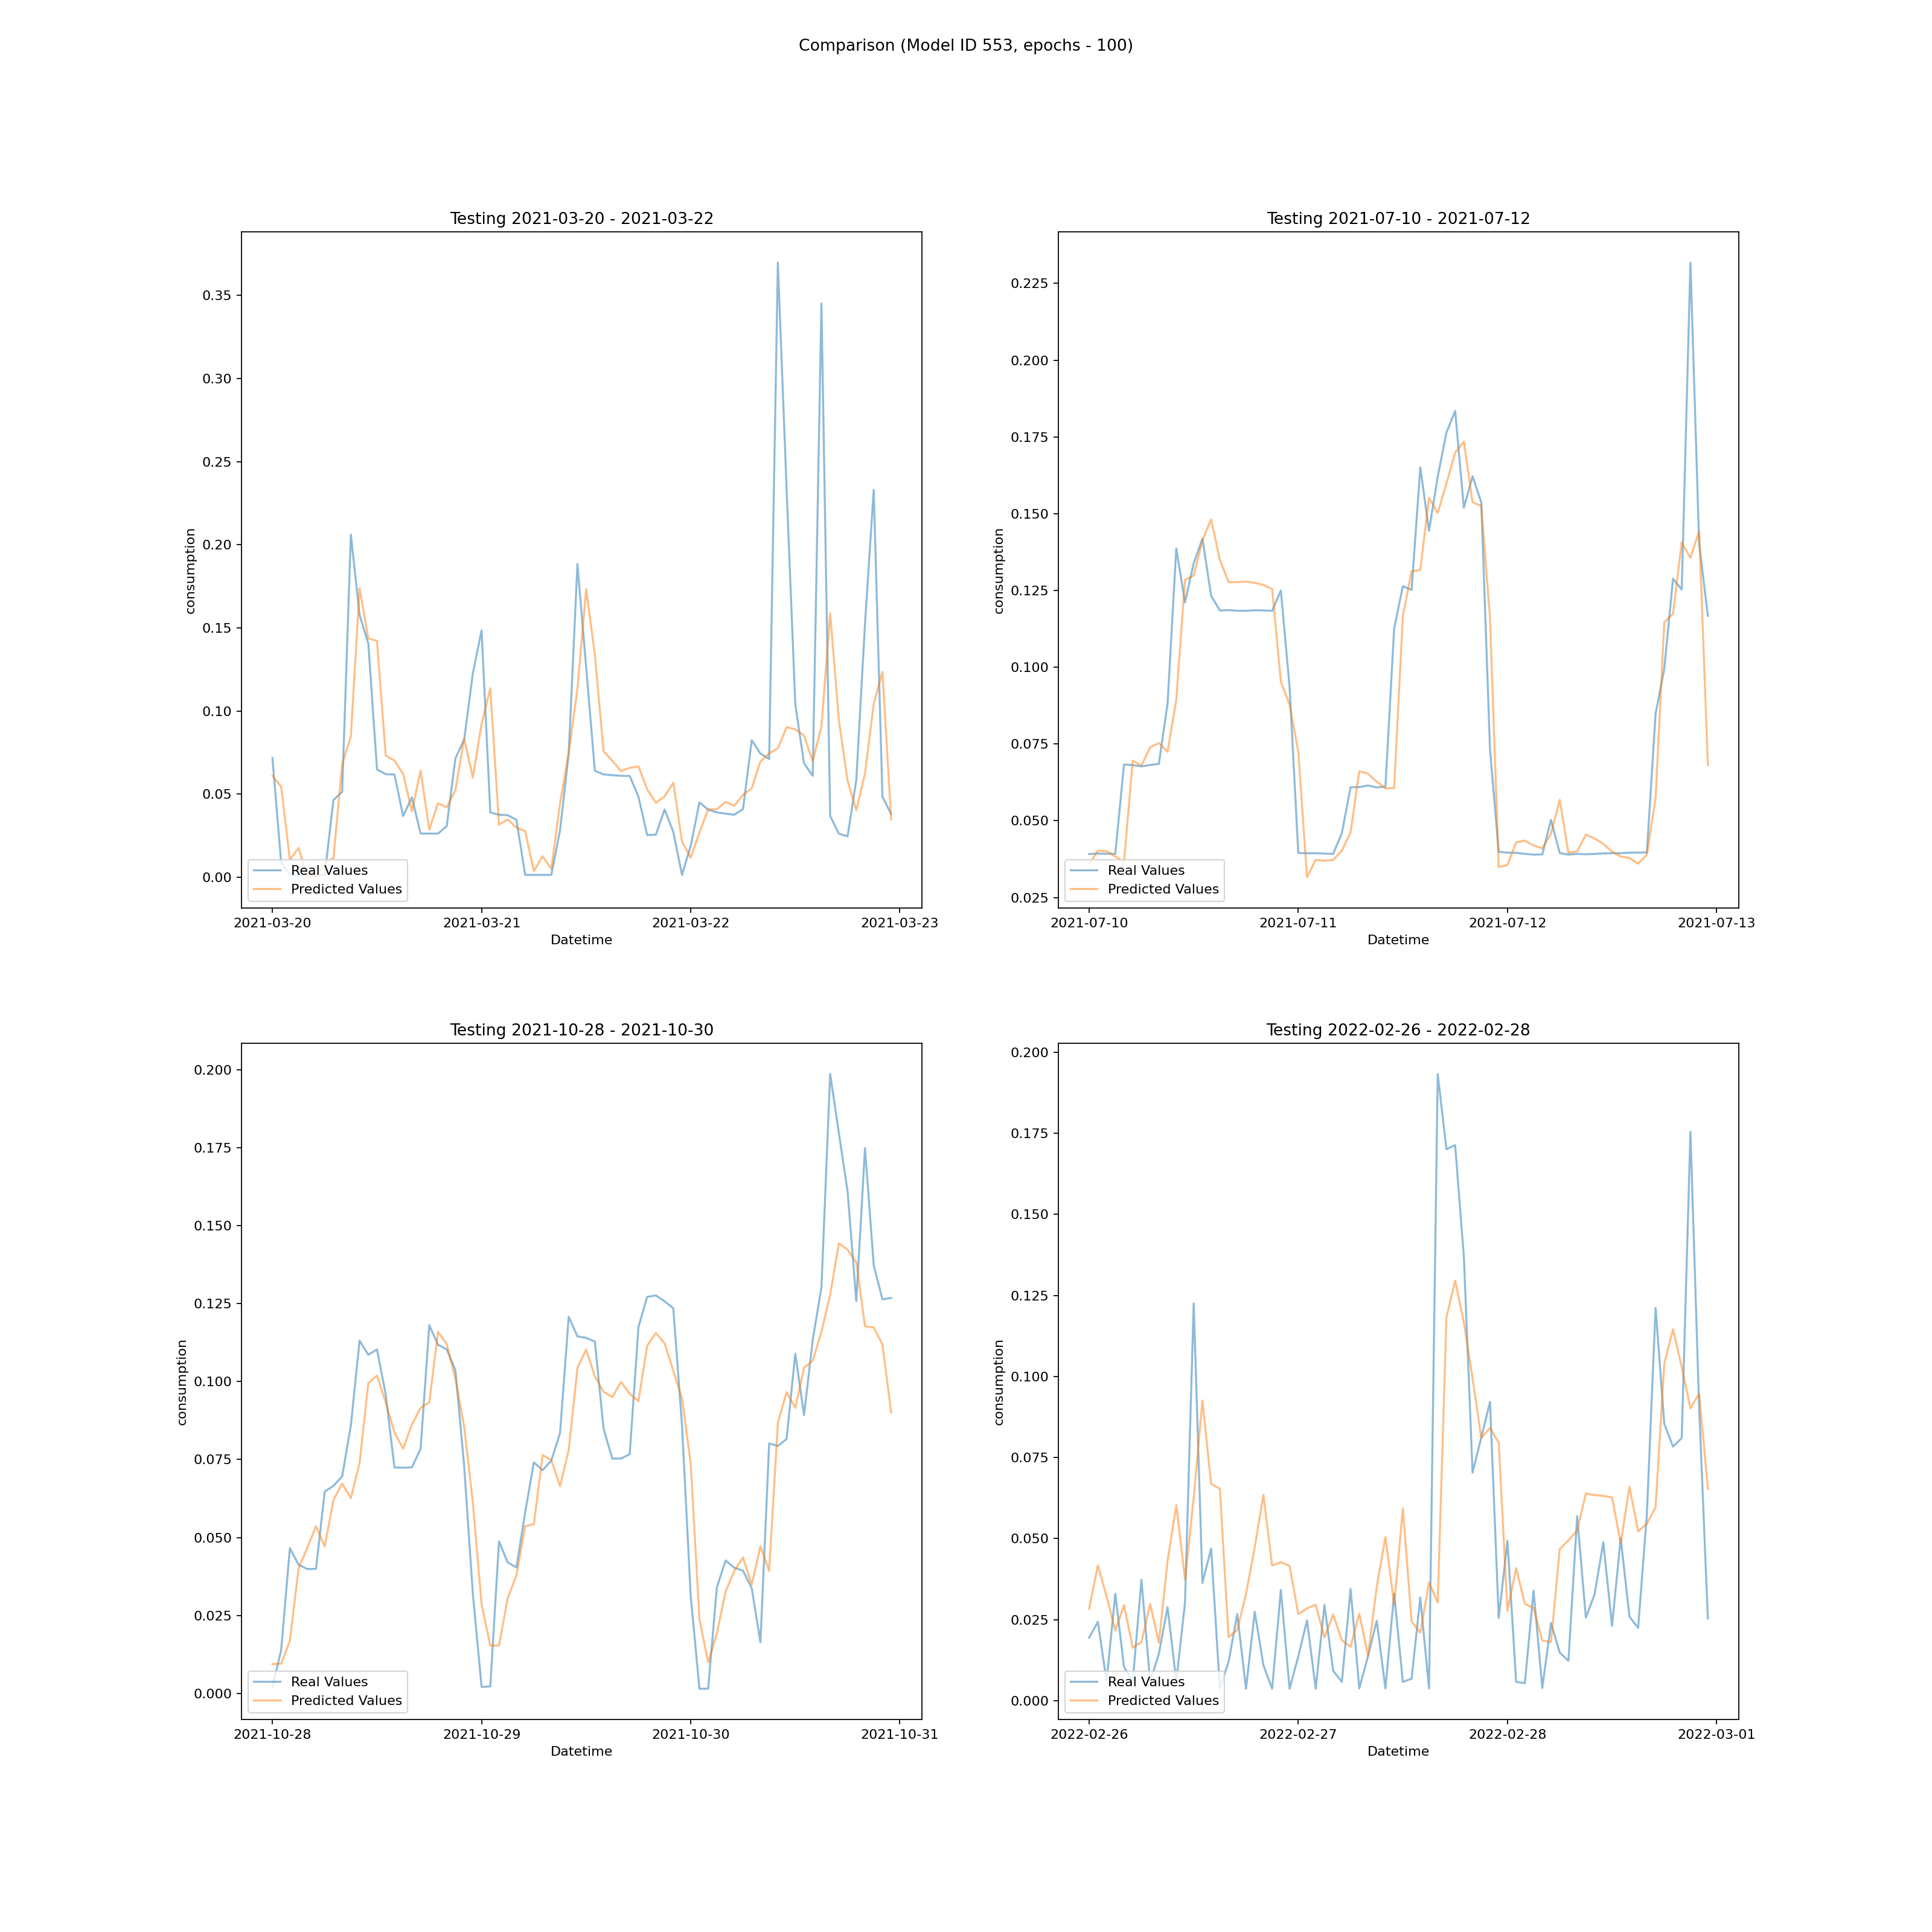 Comparison (Model ID 553, epochs - 100)
Testing 2021-03-20 - 2021-03-22
consumption
0.35
0.30
0.25
0.20
0.15
0.10
0.05
0.00
Real Values
Predicted Values
2021-03-20 2021-03-21 2021-03-22 2021-03-23
Datetime
Testing 2021-07-10 - 2021-07-12
consumption
0.225
0.200
0.175
0.150
0.125
0.100
0.075
0.050
0.025
Real Values
Predicted Values
2021-07-10 2021-07-11 2021-07-12 2021-07-13
Datetime
Testing 2021-10-28 - 2021-10-30
consumption
0.200
0.175
0.150
0.125
0.100
0.075
0.050
0.025
0.000
Real Values
Predicted Values
2021-10-28 2021-10-29 2021-10-30 2021-10-31
Datetime
Testing 2022-02-26 - 2022-02-28
consumption
0.200
0.175
0.150
0.125
0.100
0.075
0.050
0.025
0.000
Real Values
Predicted Values
2022-02-26 2022-02-27 2022-02-28 2022-03-01
Datetime